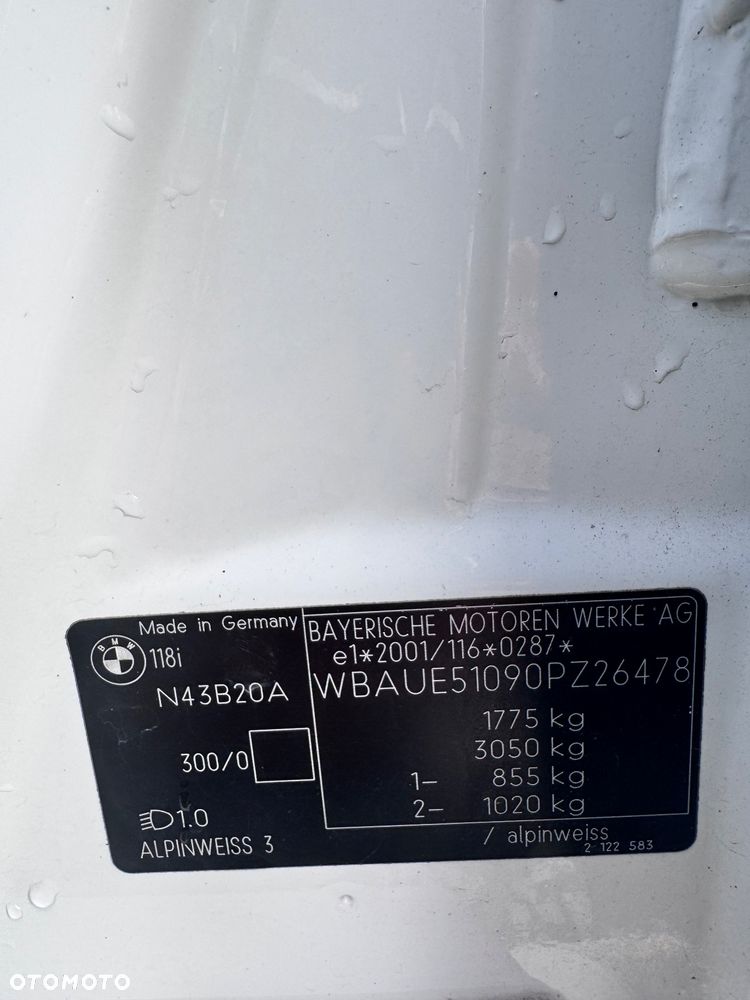 Made in Germany
BMW
118i
N43B20A
300/0
1.0
ALPINWEISS 3
BAYERISCHE MOTOREN WERKE AG
e1*2001/116*0287*
WBAUE51090PZ26478
1775 kg
3050 kg
1- 855 kg
2- 1020 kg
/ alpinweiss
2 122 583
OTOMOTO